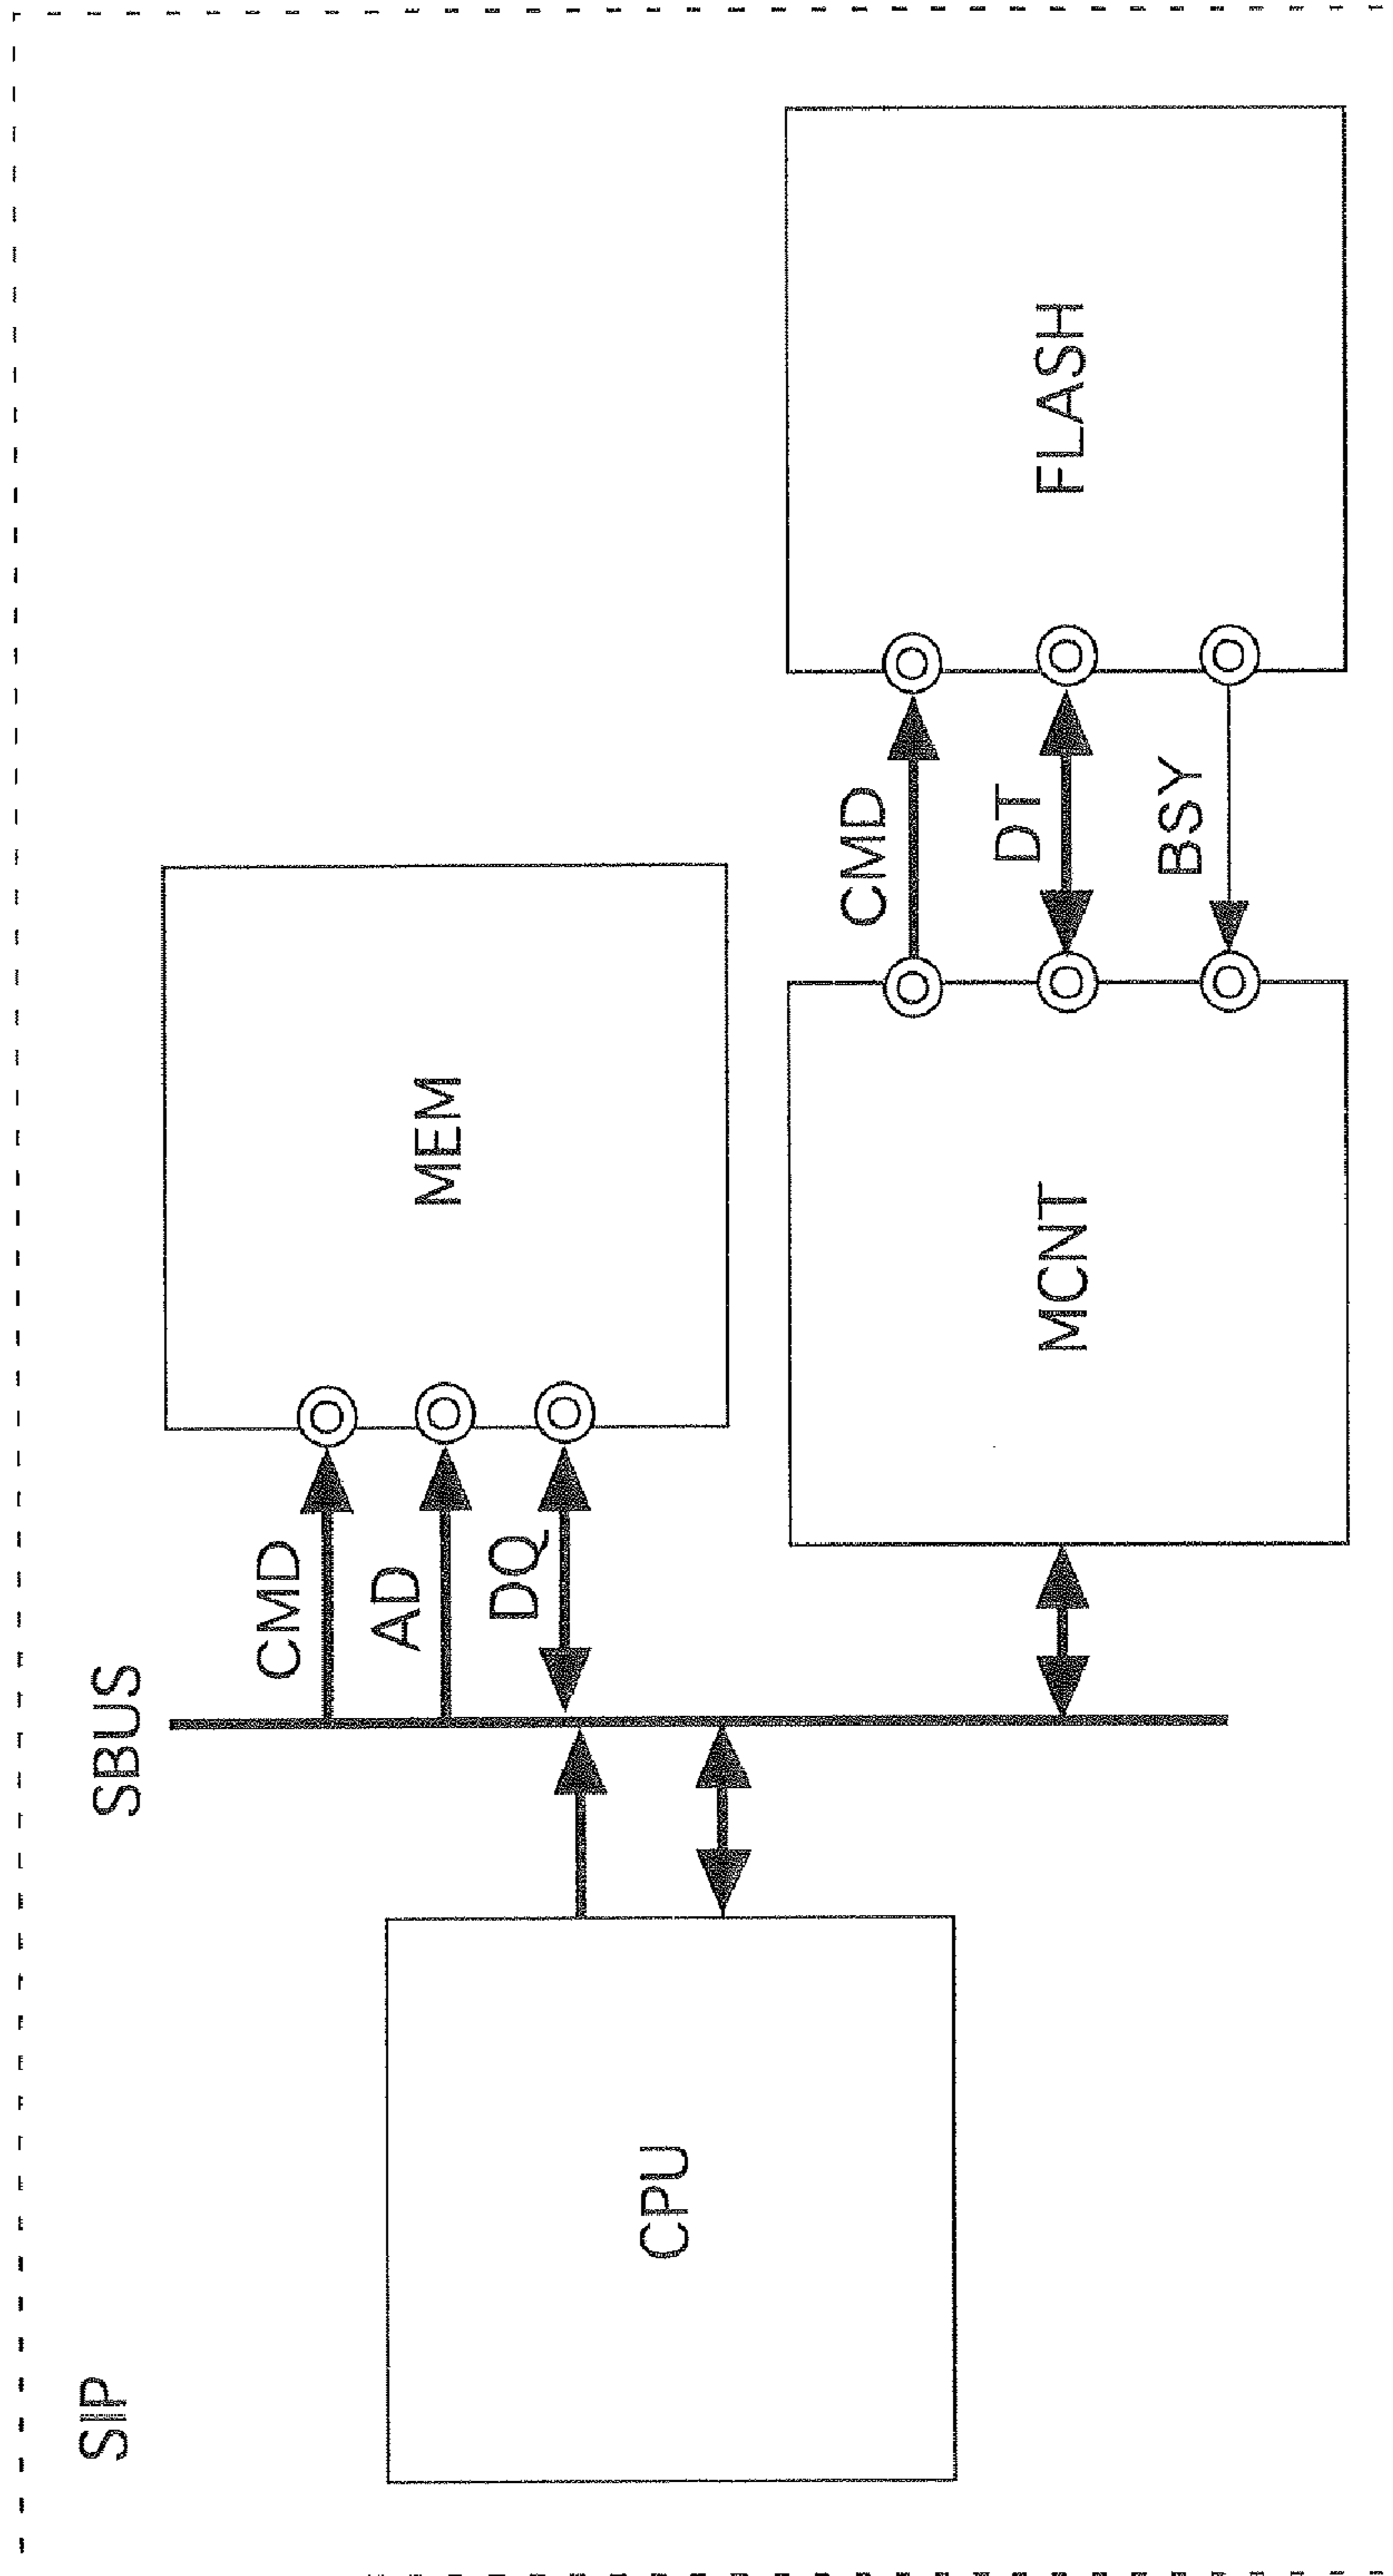 SIP
SBUS
CPU
CMD
AD
DQ
MEM
MCNT
CMD
DT
BSY
FLASH